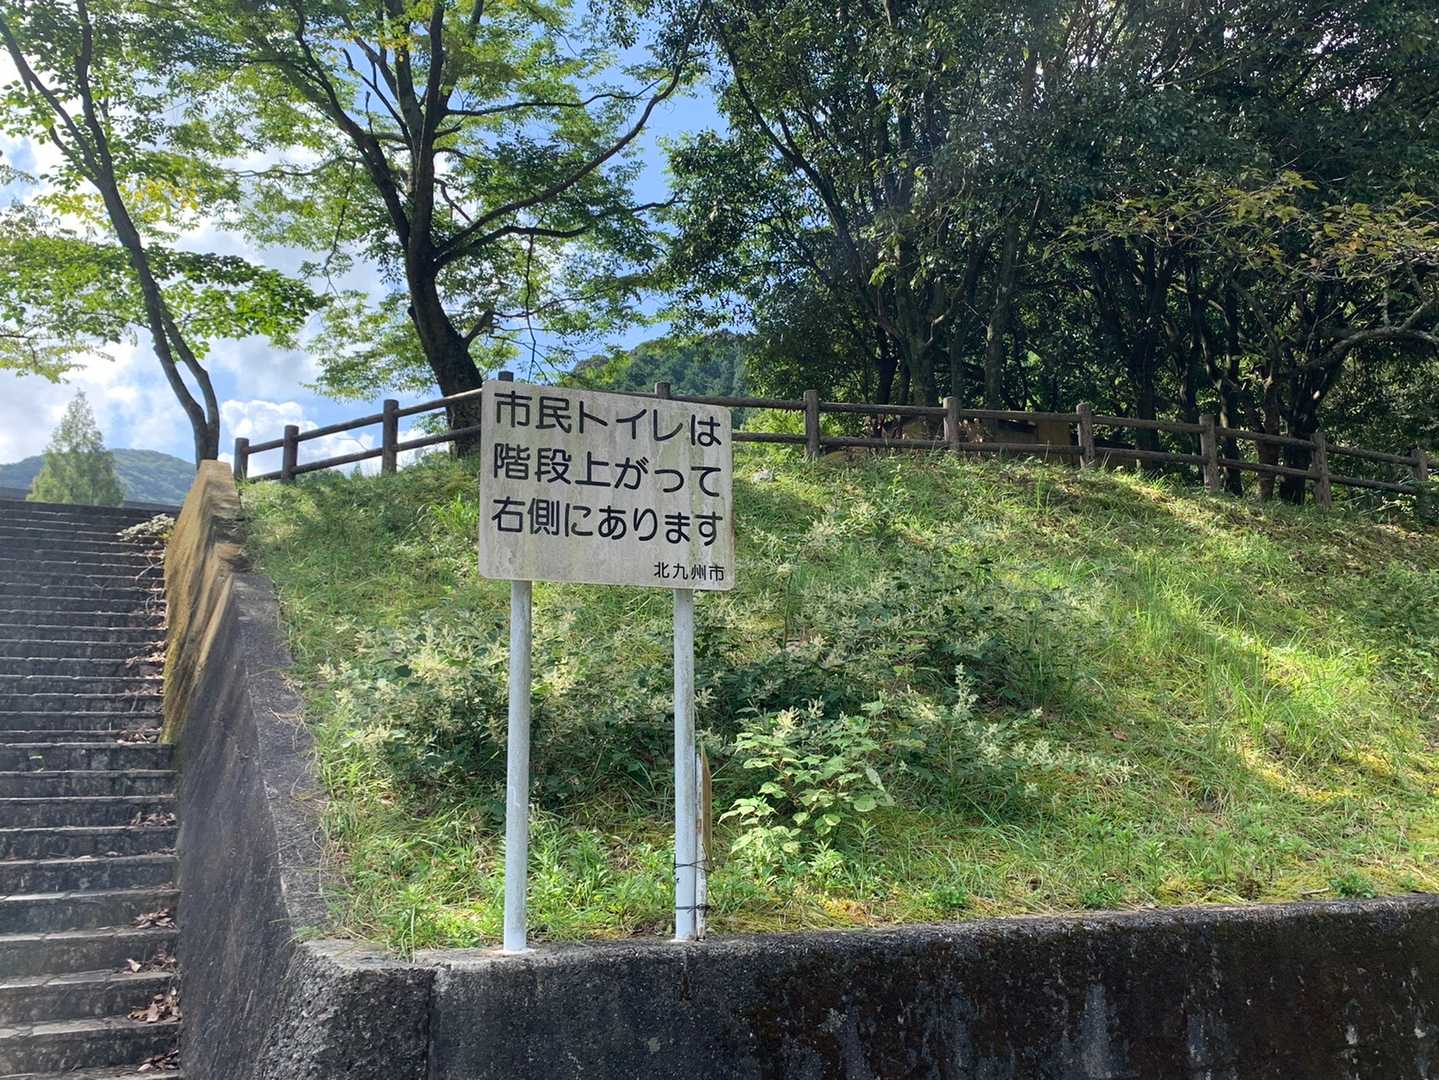 市民トイレは
階段上がって
右側にあります
北九州市